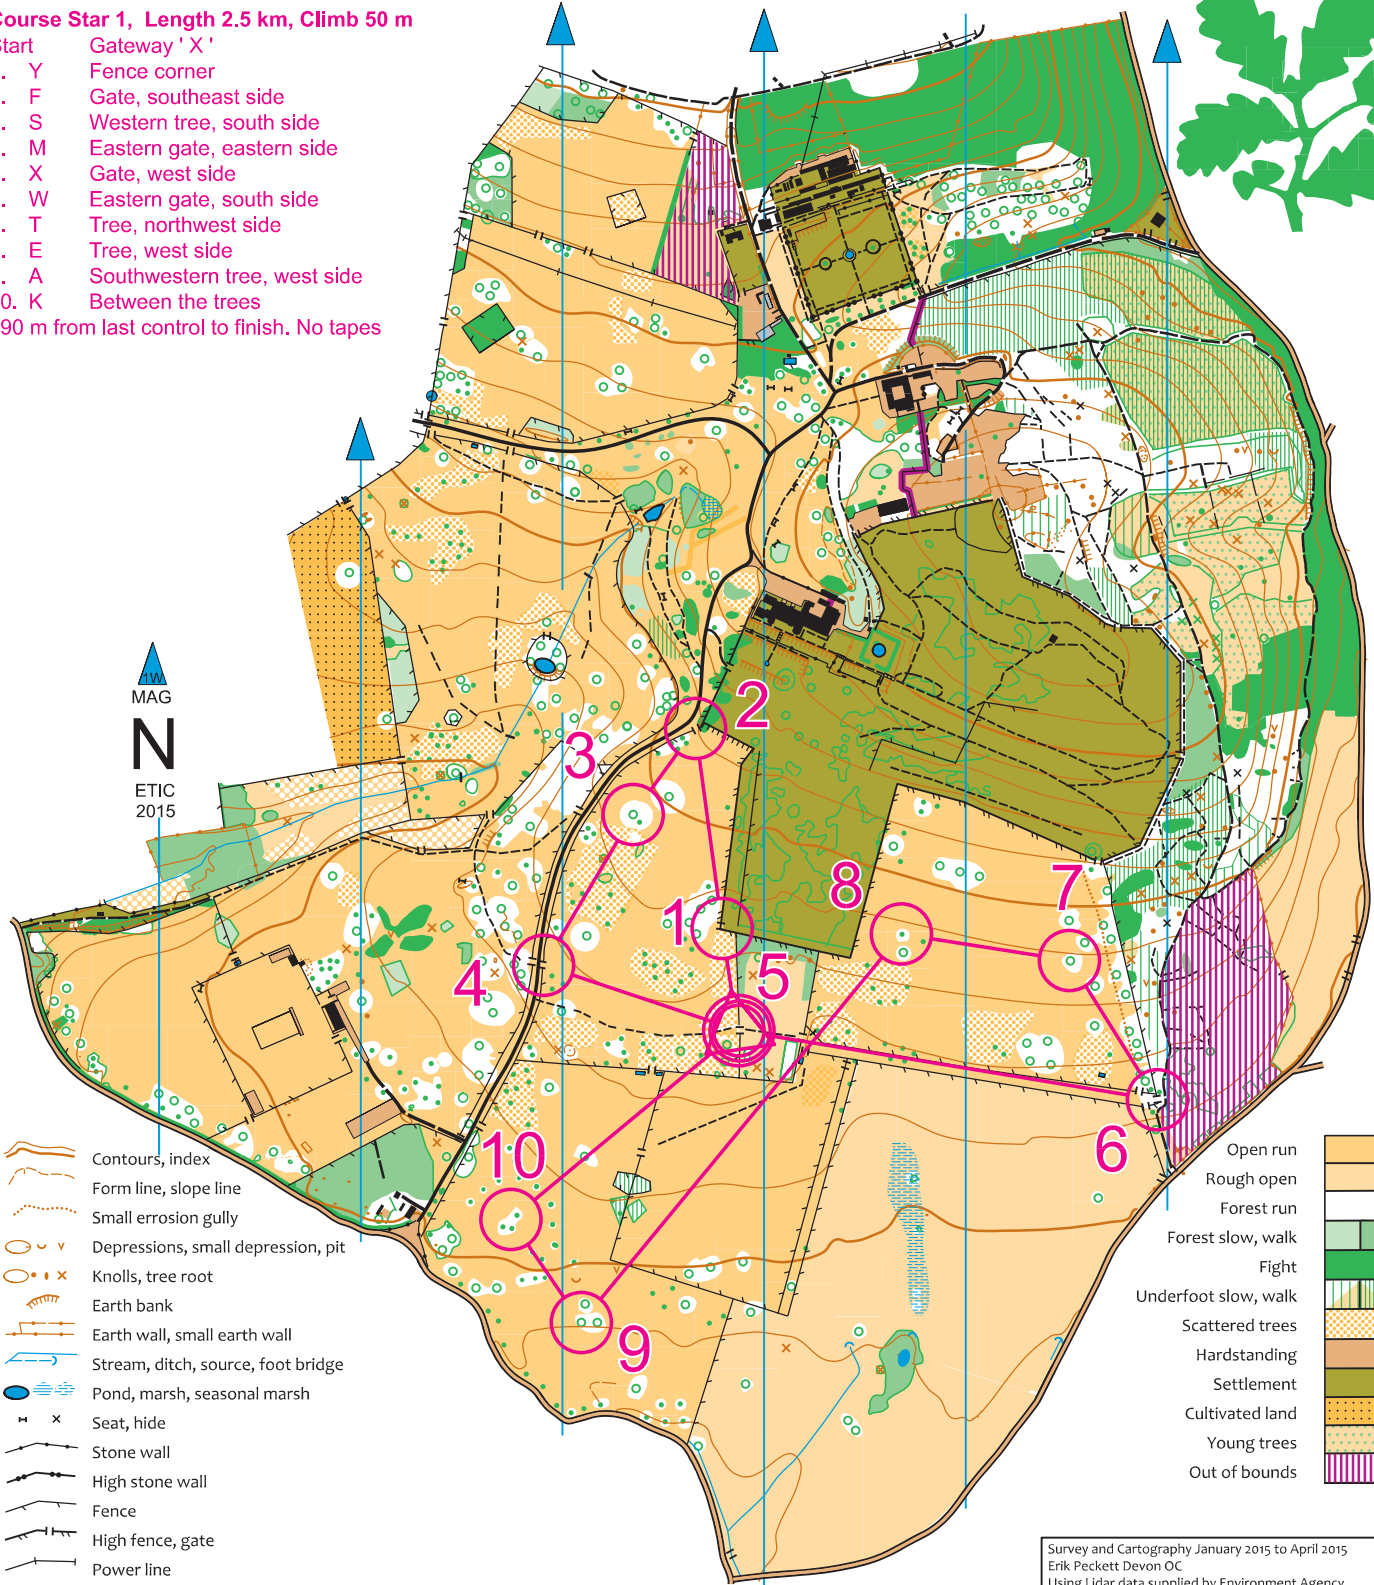 Course Star 1, Length 2.5 km, Climb 50 m
Start Gateway ' X '
. Y Fence corner
. F Gate, southeast side
. S Western tree, south side
. M Eastern gate, eastern side
. X Gate, west side
. W Eastern gate, south side
. T Tree, northwest side
. E Tree, west side
. A Southwestern tree, west side
0. K Between the trees
90 m from last control to finish. No tapes
1W
MAG
N
ETIC
2015
2
3
8
7
1
4
5
10
6
9
Contours, index
Form line, slope line
Small errosion gully
Depressions, small depression, pit
Knolls, tree root
Earth bank
Earth wall, small earth wall
Stream, ditch, source, foot bridge
Pond, marsh, seasonal marsh
Seat, hide
Stone wall
High stone wall
Fence
High fence, gate
Power line
Open run
Rough open
Forest run
Forest slow, walk
Fight
Underfoot slow, walk
Scattered trees
Hardstanding
Settlement
Cultivated land
Young trees
Out of bounds
Survey and Cartography January 2015 to April 2015
Erik Peckett Devon OC
Using Lidar data supplied by Environment Agency